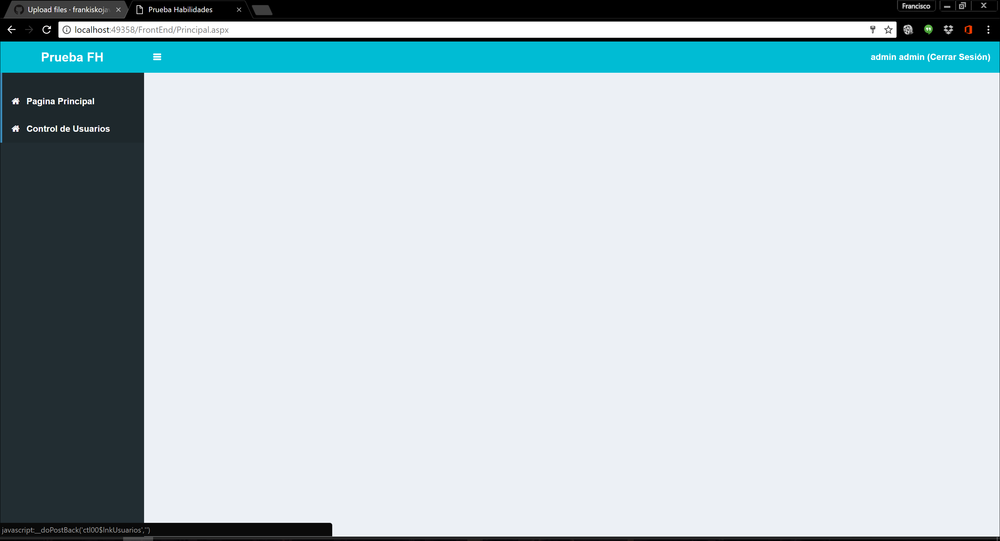 Upload files · frankiskojav
Prueba Habilidades
Francisco
localhost:49358/FrontEnd/Principal.aspx
Prueba FH
admin admin (Cerrar Sesión)
Pagina Principal
Control de Usuarios
javascript:__doPostBack('ctl00$lnkUsuarios','')